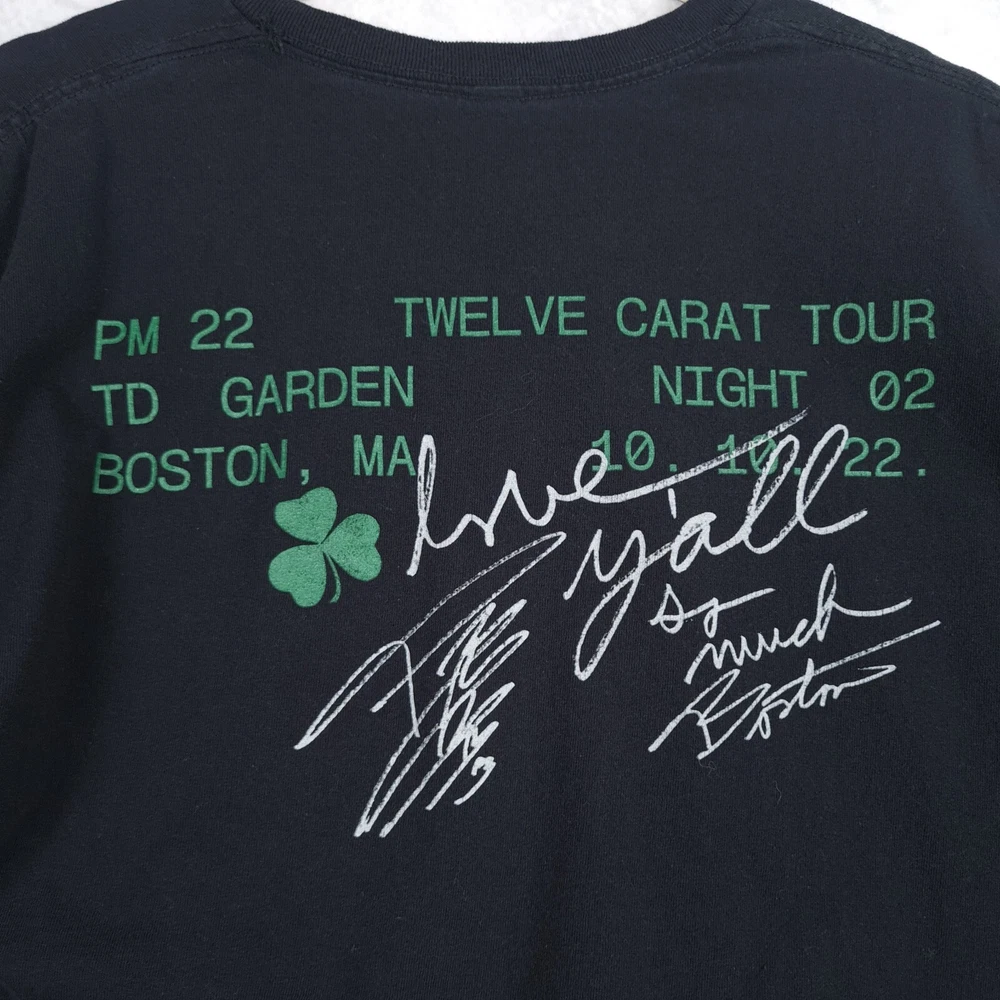 PM 22 TWELVE CARAT TOUR
TD GARDEN NIGHT 02
BOSTON, MA 10. 10. 22.
love
y'all
so
much
Boston